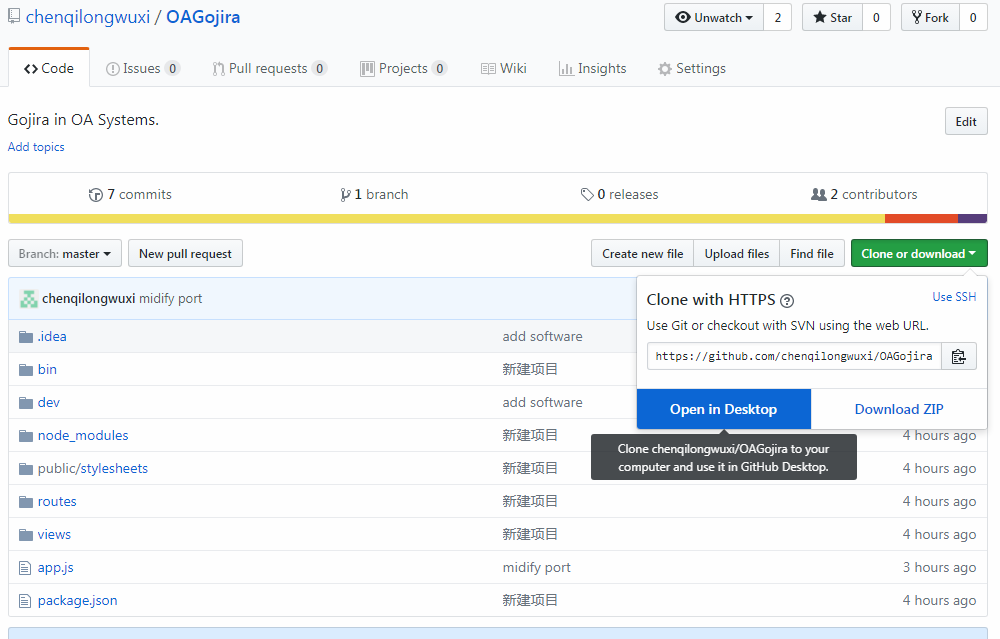 chenqilongwuxi / OAGojira
Unwatch 2 Star 0 Fork 0
Code Issues 0 Pull requests 0 Projects 0 Wiki Insights Settings
Gojira in OA Systems.
Edit
Add topics
7 commits 1 branch 0 releases 2 contributors
Branch: master New pull request Create new file Upload files Find file Clone or download
chenqilongwuxi midify port
Clone with HTTPS ? Use SSH
Use Git or checkout with SVN using the web URL.
https://github.com/chenqilongwuxi/OAGojira
Open in Desktop Download ZIP
Clone chenqilongwuxi/OAGojira to your
computer and use it in GitHub Desktop.
.idea add software
bin 新建项目
dev add software
node_modules 新建项目 4 hours ago
public/stylesheets 新建项目 4 hours ago
routes 新建项目 4 hours ago
views 新建项目 4 hours ago
app.js midify port 3 hours ago
package.json 新建项目 4 hours ago